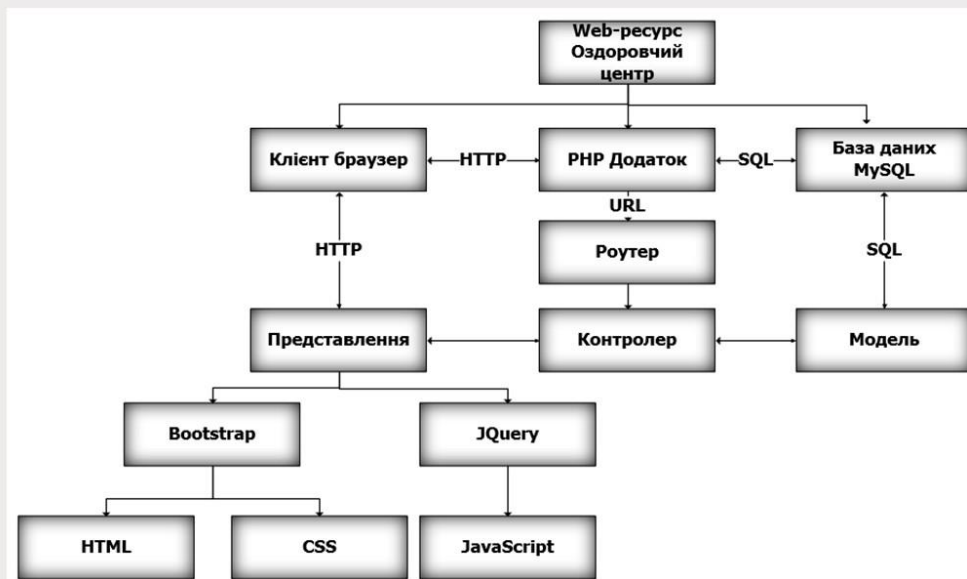 Web-ресурс
Оздоровчий
центр
Клієнт браузер
HTTP
PHP Додаток
SQL
База даних
MySQL
URL
HTTP
Роутер
SQL
Представлення
Контролер
Модель
Bootstrap
JQuery
HTML
CSS
JavaScript